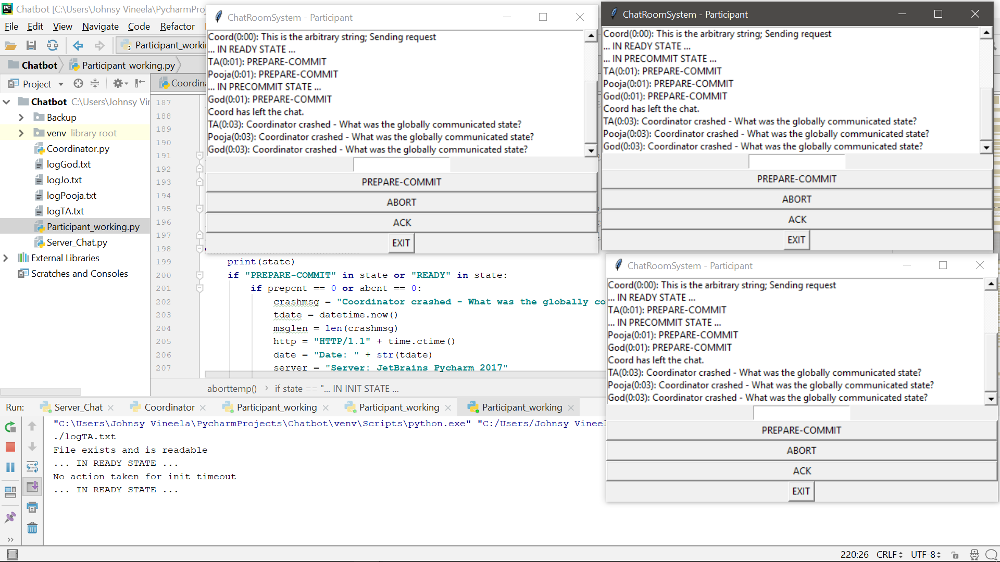 Chatbot [C:\Users\Johnsy Vineela\PycharmProj
File Edit View Navigate Code Refactor
Participant_worki
Chatbot Participant_working.py
Project
Coordina
Chatbot C:\Users\Johnsy Vir
Backup
venv library root
Coordinator.py
logGod.txt
logJo.txt
logPooja.txt
logTA.txt
Participant_working.py
Server_Chat.py
External Libraries
Scratches and Consoles
ChatRoomSystem - Participant
Coord(0:00): This is the arbitrary string; Sending request
... IN READY STATE ...
TA(0:01): PREPARE-COMMIT
Pooja(0:01): PREPARE-COMMIT
... IN PRECOMMIT STATE ...
God(0:01): PREPARE-COMMIT
Coord has left the chat.
TA(0:03): Coordinator crashed - What was the globally communicated state?
Pooja(0:03): Coordinator crashed - What was the globally communicated state?
God(0:03): Coordinator crashed - What was the globally communicated state?
PREPARE-COMMIT
ABORT
ACK
EXIT
ChatRoomSystem - Participant
Coord(0:00): This is the arbitrary string; Sending request
... IN READY STATE ...
... IN PRECOMMIT STATE ...
TA(0:01): PREPARE-COMMIT
Pooja(0:01): PREPARE-COMMIT
God(0:01): PREPARE-COMMIT
Coord has left the chat.
TA(0:03): Coordinator crashed - What was the globally communicated state?
Pooja(0:03): Coordinator crashed - What was the globally communicated state?
God(0:03): Coordinator crashed - What was the globally communicated state?
PREPARE-COMMIT
ABORT
ACK
EXIT
ChatRoomSystem - Participant
Coord(0:00): This is the arbitrary string; Sending request
... IN READY STATE ...
TA(0:01): PREPARE-COMMIT
... IN PRECOMMIT STATE ...
Pooja(0:01): PREPARE-COMMIT
God(0:01): PREPARE-COMMIT
Coord has left the chat.
TA(0:03): Coordinator crashed - What was the globally communicated state?
Pooja(0:03): Coordinator crashed - What was the globally communicated state?
God(0:03): Coordinator crashed - What was the globally communicated state?
PREPARE-COMMIT
ABORT
ACK
EXIT
187
188
189
190
191
192
193
194
195
196
197
198
199 print(state)
200 if "PREPARE-COMMIT" in state or "READY" in state:
201 if prepcnt == 0 or abcnt == 0:
202 crashmsg = "Coordinator crashed - What was the globally co
203 tdate = datetime.now()
204 msglen = len(crashmsg)
205 http = "HTTP/1.1" + time.ctime()
206 date = "Date: " + str(tdate)
207 server = "Server: JetBrains Pycharm 2017"
aborttemp() › if state == "... IN INIT STATE ...
Run: Server_Chat Coordinator Participant_working Participant_working Participant_working
"C:\Users\Johnsy Vineela\PycharmProjects\Chatbot\venv\Scripts\python.exe" "C:/Users/Johnsy Vineel
./logTA.txt
File exists and is readable
... IN READY STATE ...
No action taken for init timeout
... IN READY STATE ...
220:26 CRLF UTF-8